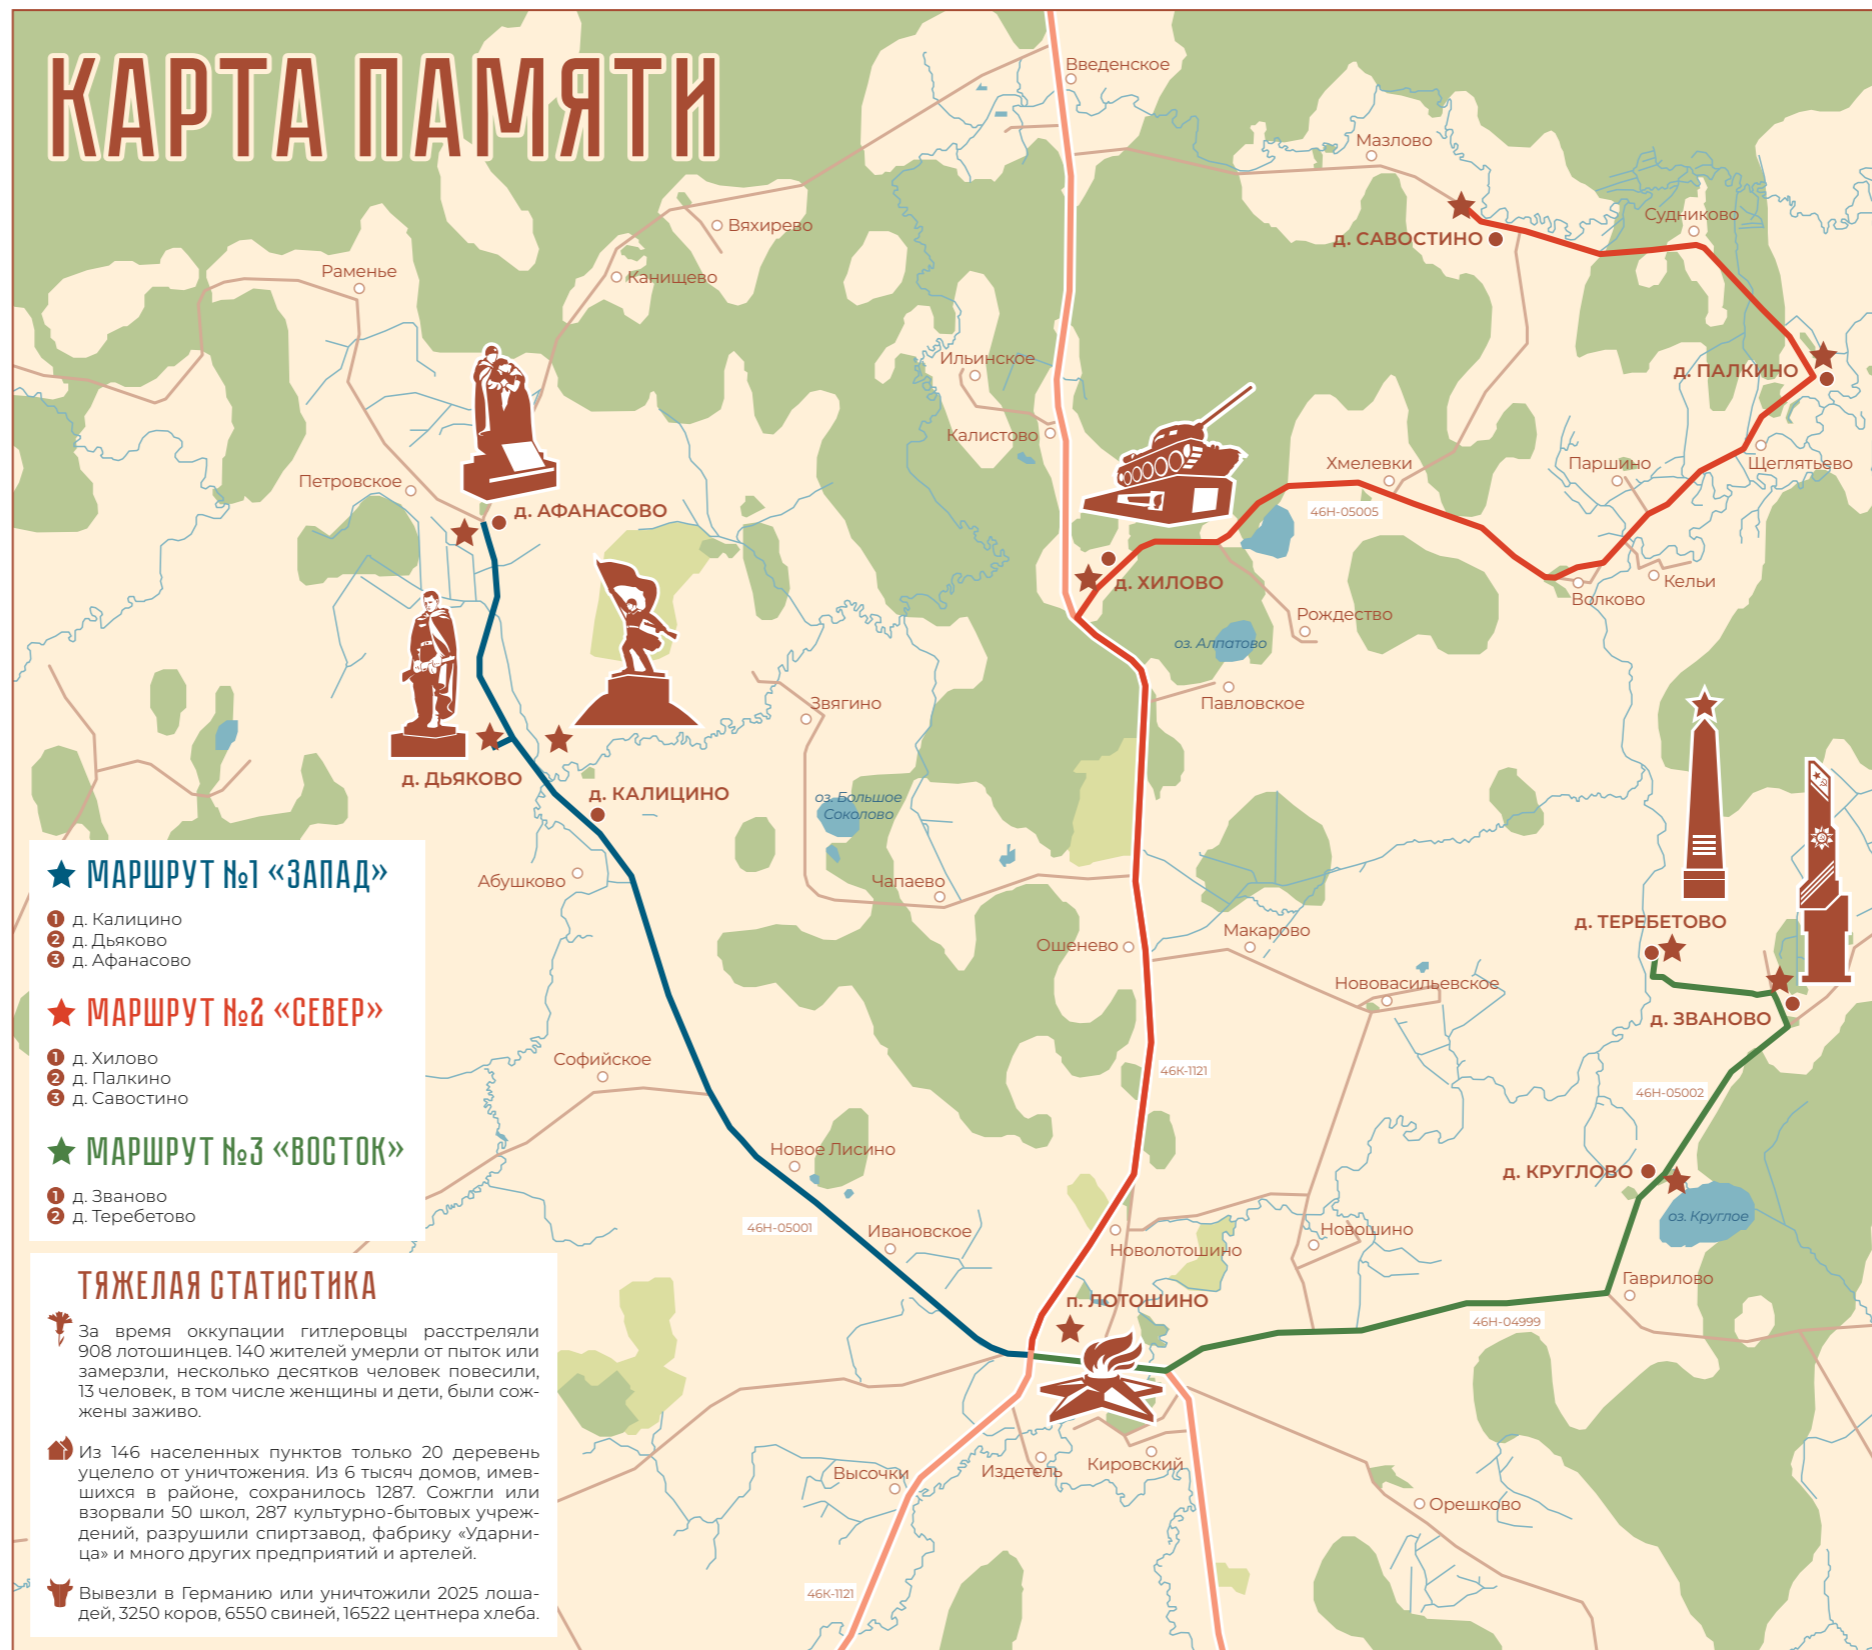 КАРТА ПАМЯТИ
Введенское
Мазлово
Судниково
д. САВОСТИНО
Вяхирево
Канищево
Раменье
Ильинское
д. ПАЛКИНО
Калистово
Хмелевки
Паршино
Щеглятьево
Петровское
46Н-05005
д. АФАНАСОВО
д. ХИЛОВО
Кельи
Волково
Рождество
оз. Алпатово
Звягино
Павловское
д. ДЬЯКОВО
д. КАЛИЦИНО
оз. Большое
Соколово
Абушково
Чапаево
д. ТЕРЕБЕТОВО
Макарово
Ошенево
Нововасильевское
д. ЗВАНОВО
Софийское
46К-1121
46Н-05002
Новое Лисино
д. КРУГЛОВО
оз. Круглое
46Н-05001
Ивановское
Новошино
Новолотошино
Гаврилово
п. ЛОТОШИНО
46Н-04999
Высочки
Издетель
Кировский
Орешково
46К-1121
МАРШРУТ №1 «ЗАПАД»
1 д. Калицино
2 д. Дьяково
3 д. Афанасово
МАРШРУТ №2 «СЕВЕР»
1 д. Хилово
2 д. Палкино
3 д. Савостино
МАРШРУТ №3 «ВОСТОК»
1 д. Званово
2 д. Теребетово
ТЯЖЕЛАЯ СТАТИСТИКА
За время оккупации гитлеровцы расстреляли
908 лотошинцев. 140 жителей умерли от пыток или
замерзли, несколько десятков человек повесили,
13 человек, в том числе женщины и дети, были сож-
жены заживо.
Из 146 населенных пунктов только 20 деревень
уцелело от уничтожения. Из 6 тысяч домов, имев-
шихся в районе, сохранилось 1287. Сожгли или
взорвали 50 школ, 287 культурно-бытовых учреж-
дений, разрушили спиртзавод, фабрику «Ударни-
ца» и много других предприятий и артелей.
Вывезли в Германию или уничтожили 2025 лоша-
дей, 3250 коров, 6550 свиней, 16522 центнера хлеба.